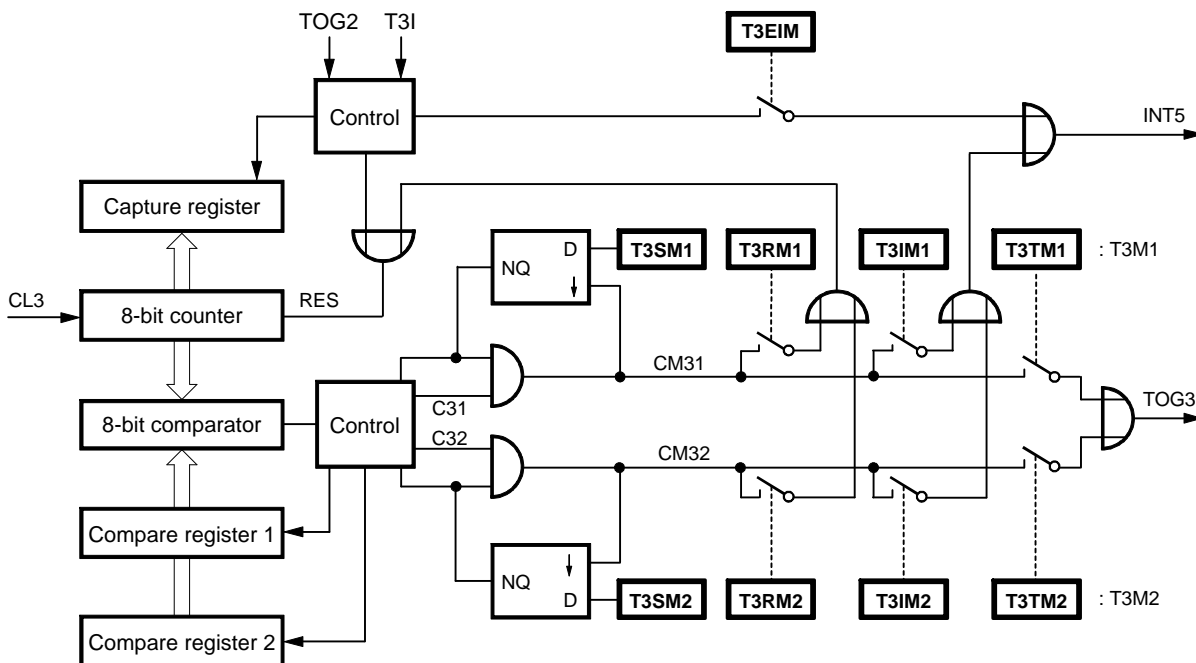 TOG2 T3I
T3EIM
Control
INT5
Capture register
D T3SM1 T3RM1 T3IM1 T3TM1 : T3M1
NQ
CL3 8-bit counter RES
CM31
C31
8-bit comparator Control TOG3
C32
CM32
Compare register 1
NQ
D T3SM2 T3RM2 T3IM2 T3TM2 : T3M2
Compare register 2